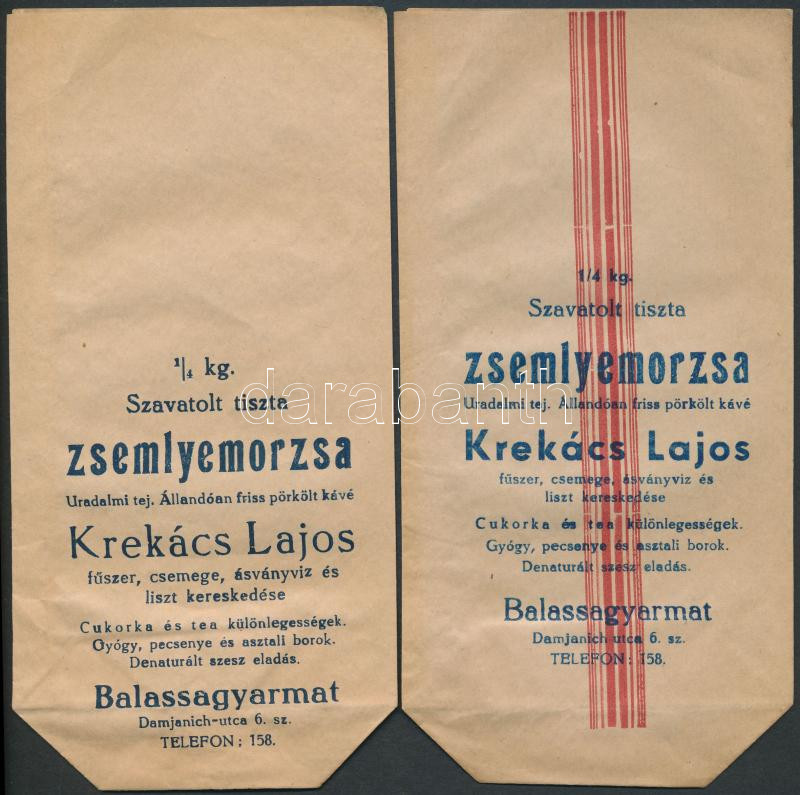 ¼ kg.
Szavatolt tiszta
zsemlyemorzsa
Uradalmi tej. Állandóan friss pörkölt kávé
Krekács Lajos
fűszer, csemege, ásványviz és
liszt kereskedése
Cukorka és tea különlegességek.
Gyógy, pecsenye és asztali borok.
Denaturált szesz eladás.
Balassagyarmat
Damjanich-utca 6. sz.
TELEFON: 158.
1/4 kg.
Szavatolt tiszta
zsemlyemorzsa
Uradalmi tej. Állandóan friss pörkölt kávé
Krekács Lajos
fűszer, csemege, ásványviz és
liszt kereskedése
Cukorka és tea különlegességek.
Gyógy, pecsenye és asztali borok.
Denaturált szesz eladás.
Balassagyarmat
Damjanich-utca 6. sz.
TELEFON: 158.
darabanth